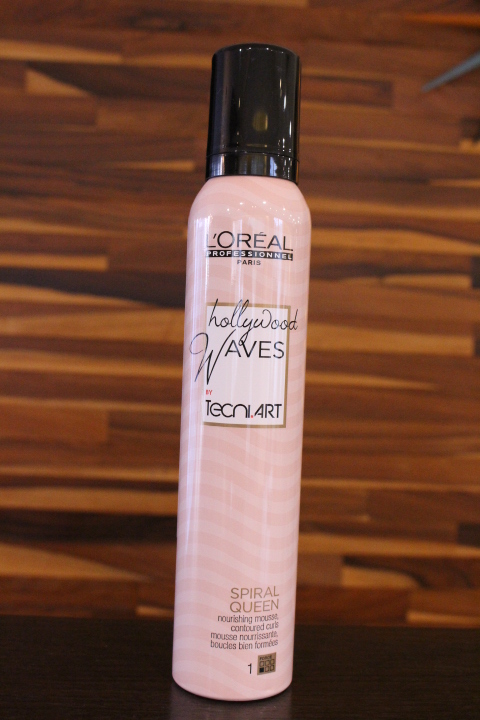 L'ORÉAL
PROFESSIONNEL
PARIS
hollywood
WAVES
BY
TECNI.ART
SPIRAL
QUEEN
nourishing mousse,
contoured curls
mousse nourrissante,
boucles bien formées
1